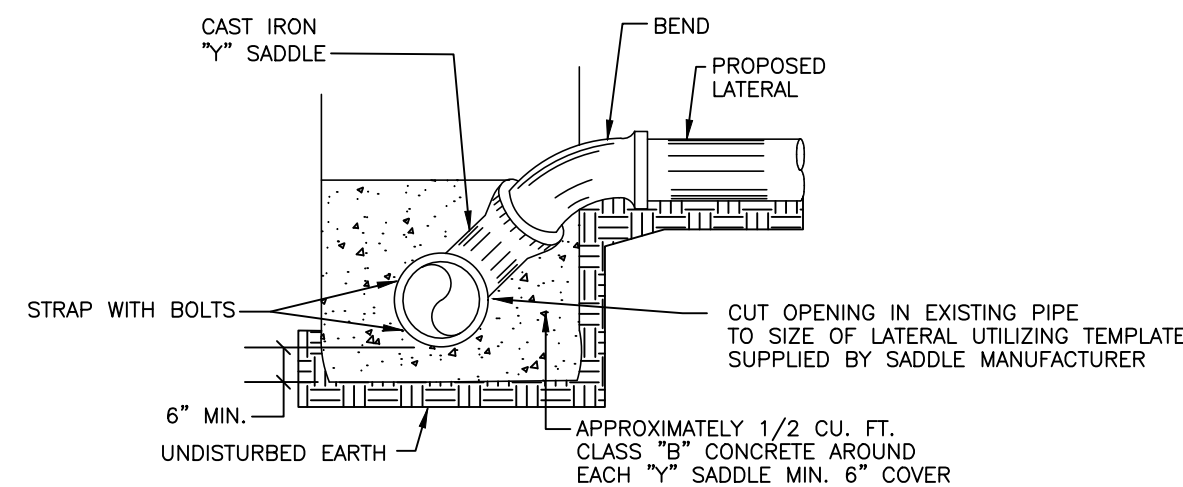 CAST IRON
"Y" SADDLE
BEND
PROPOSED
LATERAL
STRAP WITH BOLTS
CUT OPENING IN EXISTING PIPE
TO SIZE OF LATERAL UTILIZING TEMPLATE
SUPPLIED BY SADDLE MANUFACTURER
6" MIN.
UNDISTURBED EARTH
APPROXIMATELY 1/2 CU. FT.
CLASS "B" CONCRETE AROUND
EACH "Y" SADDLE MIN. 6" COVER